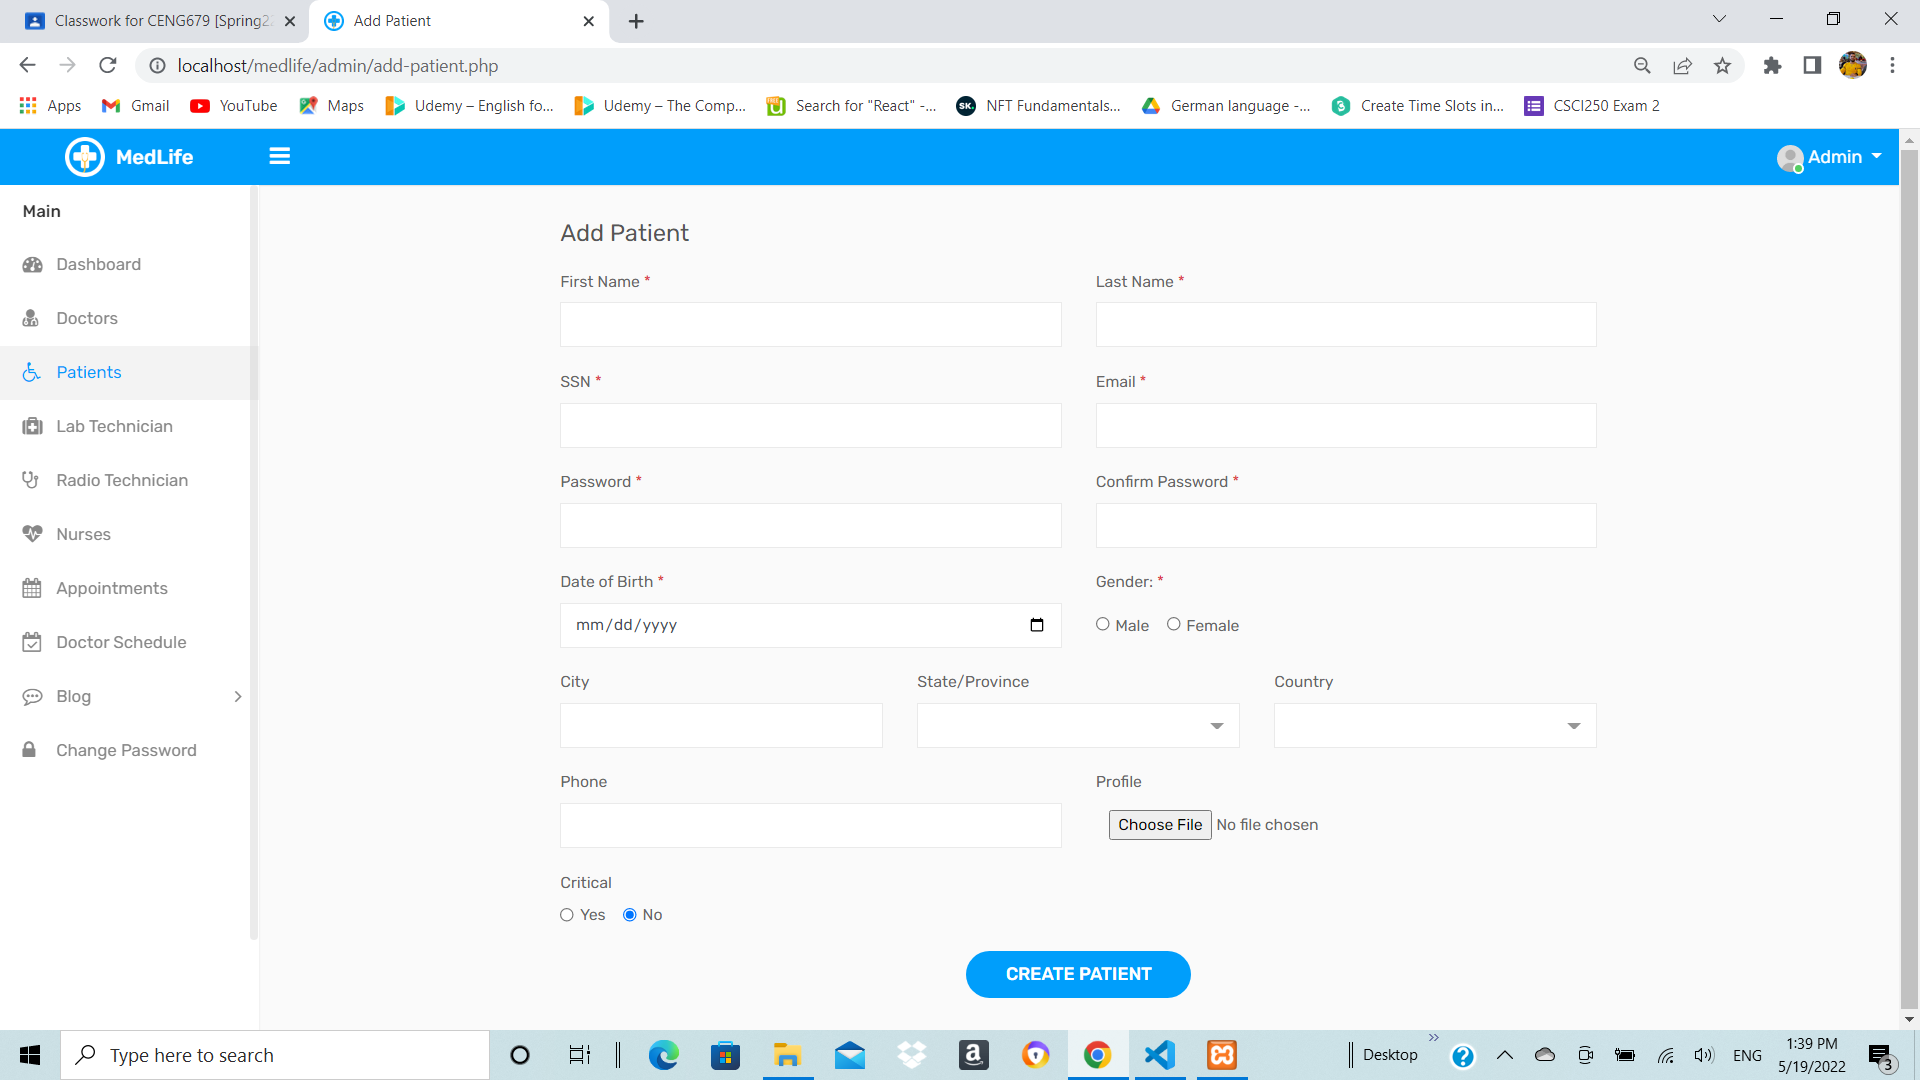 Classwork for CENG679 [Spring22
Add Patient
localhost/medlife/admin/add-patient.php
Apps
Gmail
YouTube
Maps
Udemy – English fo...
Udemy – The Comp...
Search for "React" -...
SK.
NFT Fundamentals...
German language -...
Create Time Slots in...
CSCI250 Exam 2
MedLife
Admin
Main
Dashboard
Doctors
Patients
Lab Technician
Radio Technician
Nurses
Appointments
Doctor Schedule
Blog
Change Password
Add Patient
First Name *
Last Name *
SSN *
Email *
Password *
Confirm Password *
Date of Birth *
Gender: *
mm/dd/yyyy
Male Female
City
State/Province
Country
Phone
Profile
Choose File No file chosen
Critical
Yes No
CREATE PATIENT
Type here to search
Desktop
ENG
1:39 PM
5/19/2022
3